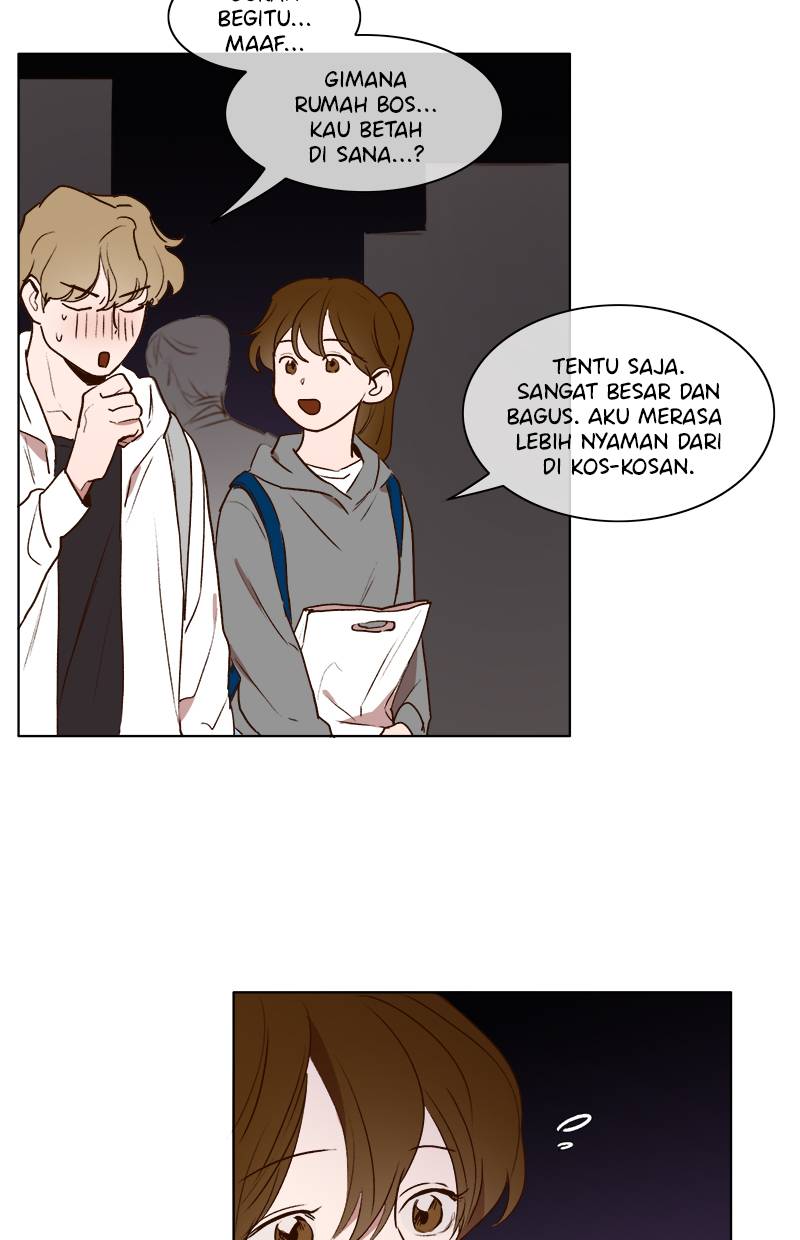 BEGITU...
MAAF...
GIMANA
RUMAH BOS...
KAU BETAH
DI SANA...?
TENTU SAJA.
SANGAT BESAR DAN
BAGUS. AKU MERASA
LEBIH NYAMAN DARI
DI KOS-KOSAN.